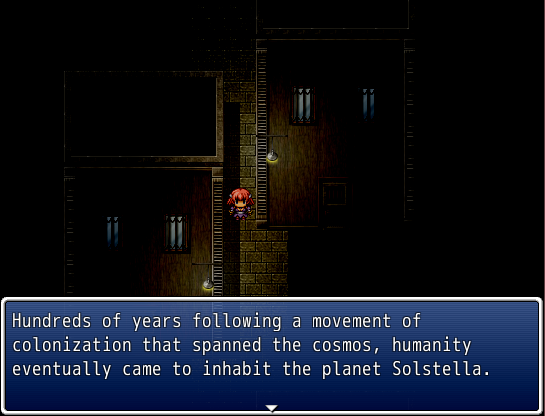 Hundreds of years following a movement of
colonization that spanned the cosmos, humanity
eventually came to inhabit the planet Solstella.